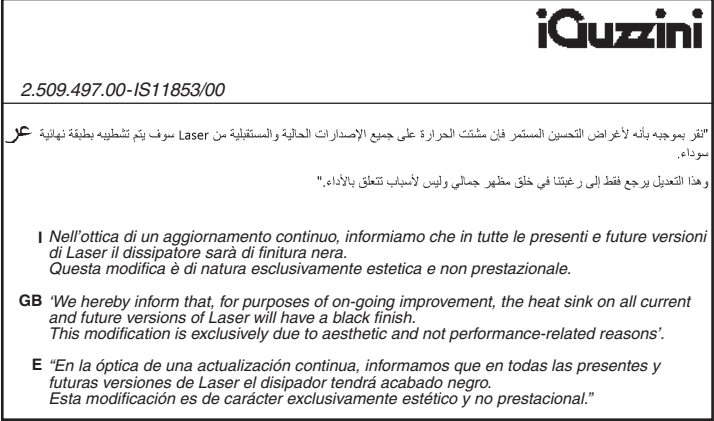 iGuzzini
2.509.497.00-IS11853/00
عر "نقر بموجبه بأنه لأغراض التحسين المستمر فإن مشتت الحرارة على جميع الإصدارات الحالية والمستقبلية من Laser سوف يتم تشطيبه بطبقة نهائية
سوداء.
وهذا التعديل يرجع فقط إلى رغبتنا في خلق مظهر جمالي وليس لأسباب تتعلق بالأداء."
I Nell'ottica di un aggiornamento continuo, informiamo che in tutte le presenti e future versioni
di Laser il dissipatore sarà di finitura nera.
Questa modifica è di natura esclusivamente estetica e non prestazionale.
GB 'We hereby inform that, for purposes of on-going improvement, the heat sink on all current
and future versions of Laser will have a black finish.
This modification is exclusively due to aesthetic and not performance-related reasons'.
E "En la óptica de una actualización continua, informamos que en todas las presentes y
futuras versiones de Laser el disipador tendrá acabado negro.
Esta modificación es de carácter exclusivamente estético y no prestacional."